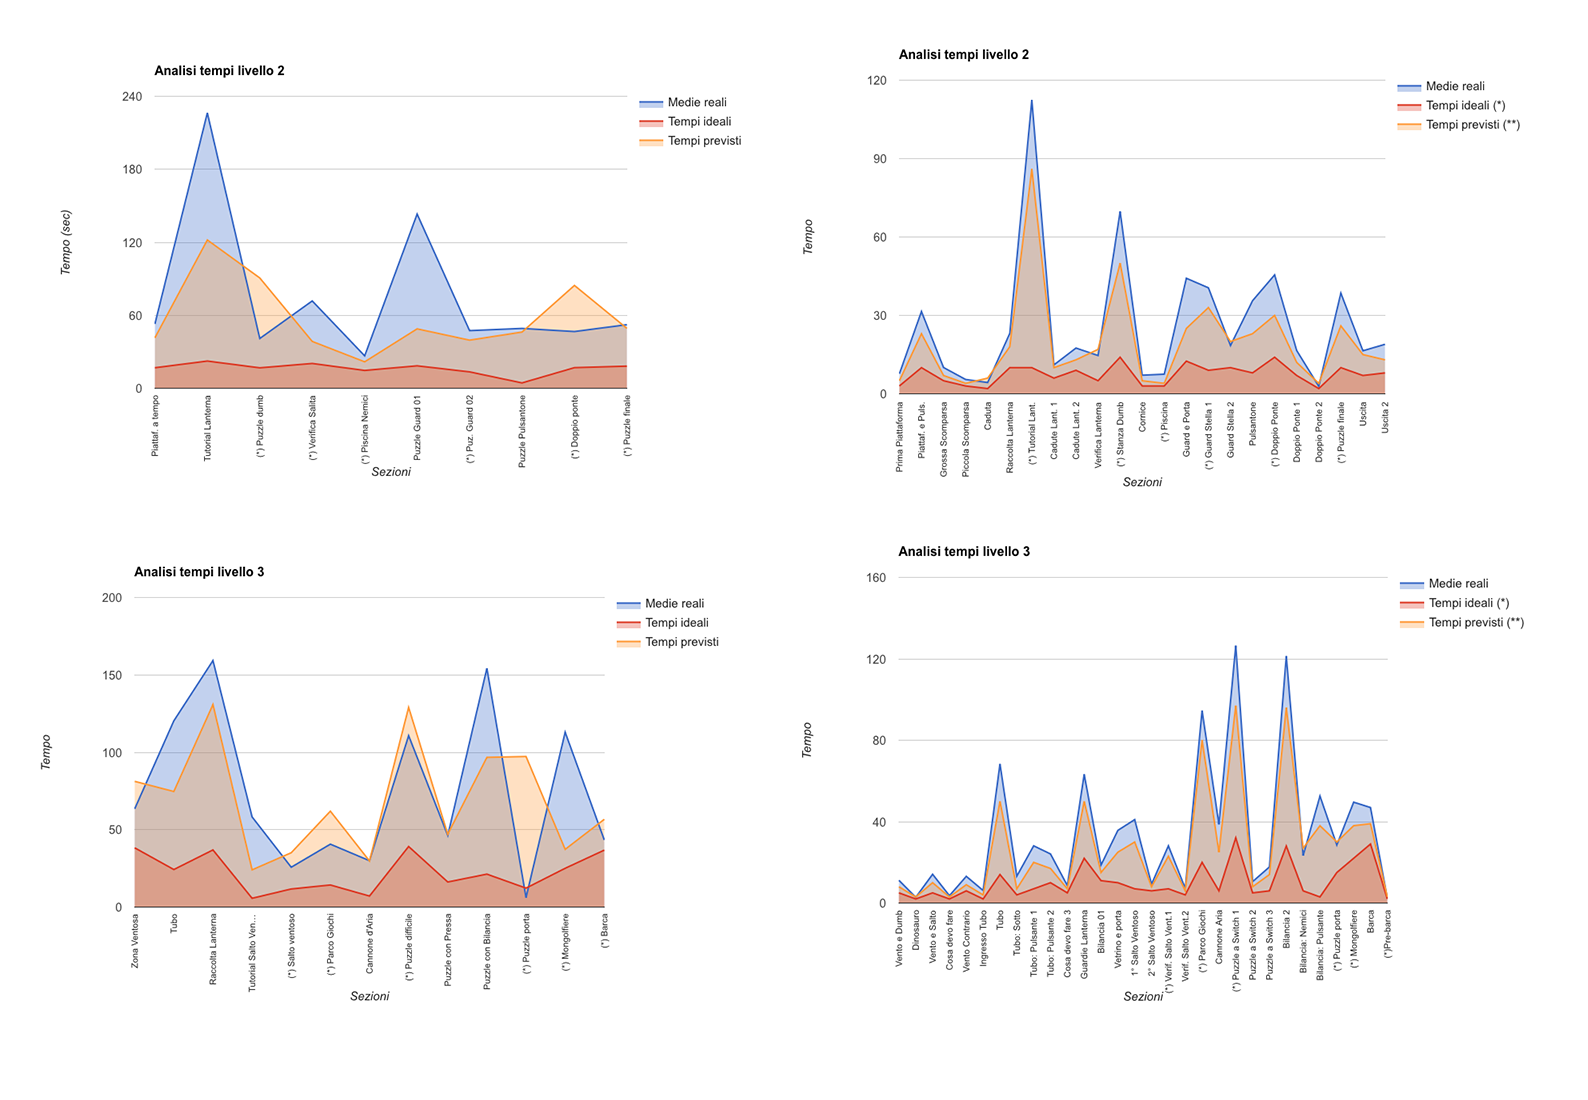 Analisi tempi livello 2
240
180
120
60
0
Tempo (sec)
Medie reali
Tempi ideali
Tempi previsti
Piattaf. a tempo
Tutorial Lanterna
(*) Puzzle dumb
(*) Verifica Salita
(*) Piscina Nemici
Puzzle Guard 01
(*) Puz. Guard 02
Puzzle Pulsantone
(*) Doppio ponte
(*) Puzzle finale
Sezioni
Analisi tempi livello 2
120
90
60
30
0
Tempo
Medie reali
Tempi ideali (*)
Tempi previsti (**)
Prima Piattaforma
Piattaf. e Puls.
Grossa Scomparsa
Piccola Scomparsa
Caduta
Raccolta Lanterna
(*) Tutorial Lant.
Cadute Lant. 1
Cadute Lant. 2
Verifica Lanterna
(*) Stanza Dumb
Cornice
(*) Piscina
Guard e Porta
(*) Guard Stella 1
Guard Stella 2
Pulsantone
(*) Doppio Ponte
Doppio Ponte 1
Doppio Ponte 2
(*) Puzzle finale
Uscita
Uscita 2
Sezioni
Analisi tempi livello 3
200
150
100
50
0
Tempo
Medie reali
Tempi ideali
Tempi previsti
Zona Ventosa
Tubo
Raccolta Lanterna
Tutorial Salto Ven...
(*) Salto ventoso
(*) Parco Giochi
Cannone d'Aria
(*) Puzzle difficile
Puzzle con Pressa
Puzzle con Bilancia
(*) Puzzle porta
(*) Mongolfiere
(*) Barca
Sezioni
Analisi tempi livello 3
160
120
80
40
0
Tempo
Medie reali
Tempi ideali (*)
Tempi previsti (**)
Vento e Dumb
Dinosauro
Vento e Salto
Cosa devo fare
Vento Contrario
Ingresso Tubo
Tubo
Tubo: Sotto
Tubo: Pulsante 1
Tubo: Pulsante 2
Cosa devo fare 3
Guardie Lanterna
Bilancia 01
Vetrino e porta
1° Salto Ventoso
2° Salto Ventoso
(*) Verif. Salto Vent.1
Verif. Salto Vent.2
(*) Parco Giochi
Cannone Aria
(*) Puzzle a Switch 1
Puzzle a Switch 2
Puzzle a Switch 3
Bilancia 2
Bilancia: Nemici
Bilancia: Pulsante
(*) Puzzle porta
(*) Mongolfiere
Barca
(*)Pre-barca
Sezioni